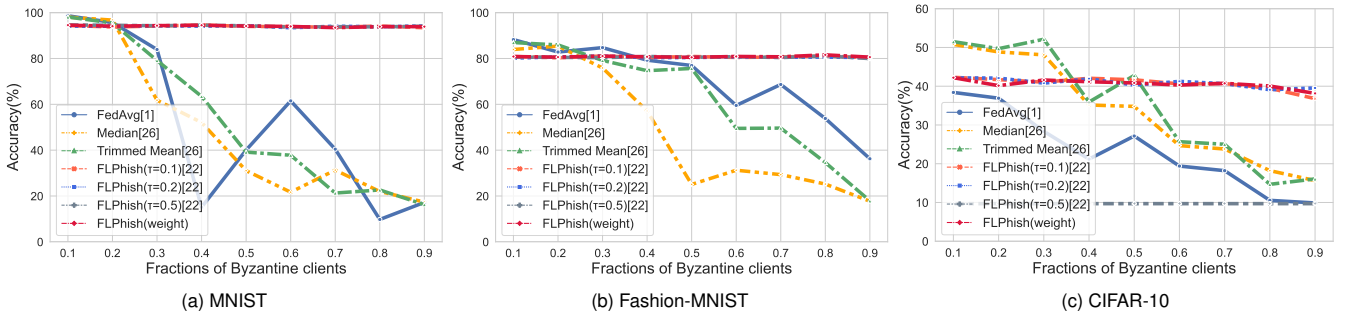 100
80
60
40
20
0
Accuracy(%)
FedAvg[1]
Median[26]
Trimmed Mean[26]
FLPhish(τ=0.1)[22]
FLPhish(τ=0.2)[22]
FLPhish(τ=0.5)[22]
FLPhish(weight)
0.1 0.2 0.3 0.4 0.5 0.6 0.7 0.8 0.9
Fractions of Byzantine clients
(a) MNIST
100
80
60
40
20
0
Accuracy(%)
FedAvg[1]
Median[26]
Trimmed Mean[26]
FLPhish(τ=0.1)[22]
FLPhish(τ=0.2)[22]
FLPhish(τ=0.5)[22]
FLPhish(weight)
0.1 0.2 0.3 0.4 0.5 0.6 0.7 0.8 0.9
Fractions of Byzantine clients
(b) Fashion-MNIST
60
50
40
30
20
10
0
Accuracy(%)
FedAvg[1]
Median[26]
Trimmed Mean[26]
FLPhish(τ=0.1)[22]
FLPhish(τ=0.2)[22]
FLPhish(τ=0.5)[22]
FLPhish(weight)
0.1 0.2 0.3 0.4 0.5 0.6 0.7 0.8 0.9
Fractions of Byzantine clients
(c) CIFAR-10